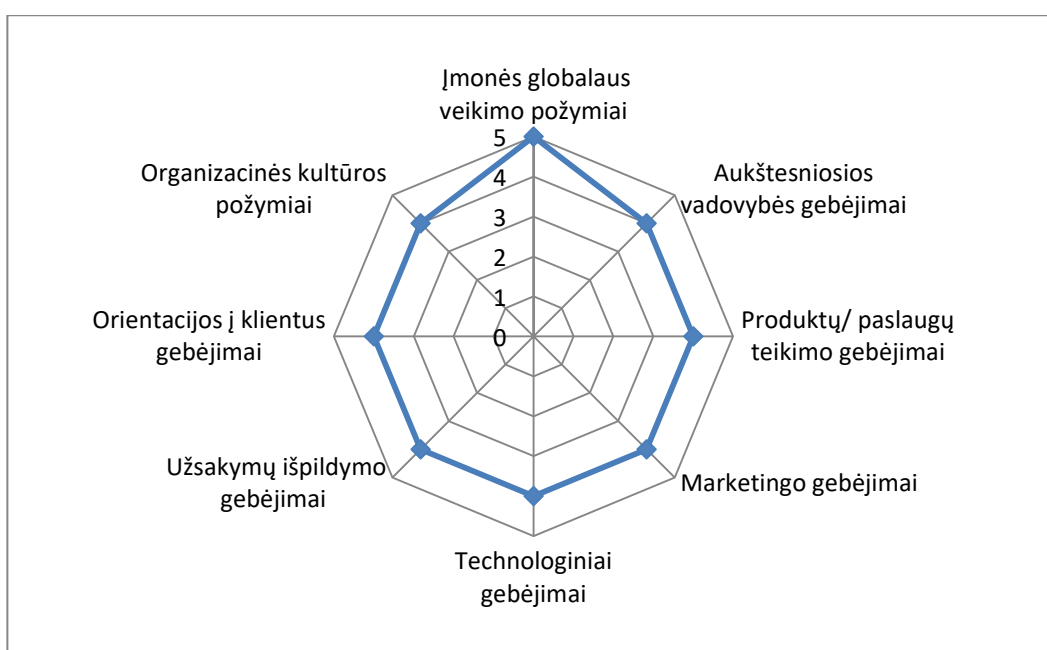 Įmonės globalaus
veikimo požymiai
Aukštesniosios
vadovybės gebėjimai
Produktų/ paslaugų
teikimo gebėjimai
Marketingo gebėjimai
Technologiniai
gebėjimai
Užsakymų išpildymo
gebėjimai
Orientacijos į klientus
gebėjimai
Organizacinės kultūros
požymiai
5
4
3
2
1
0